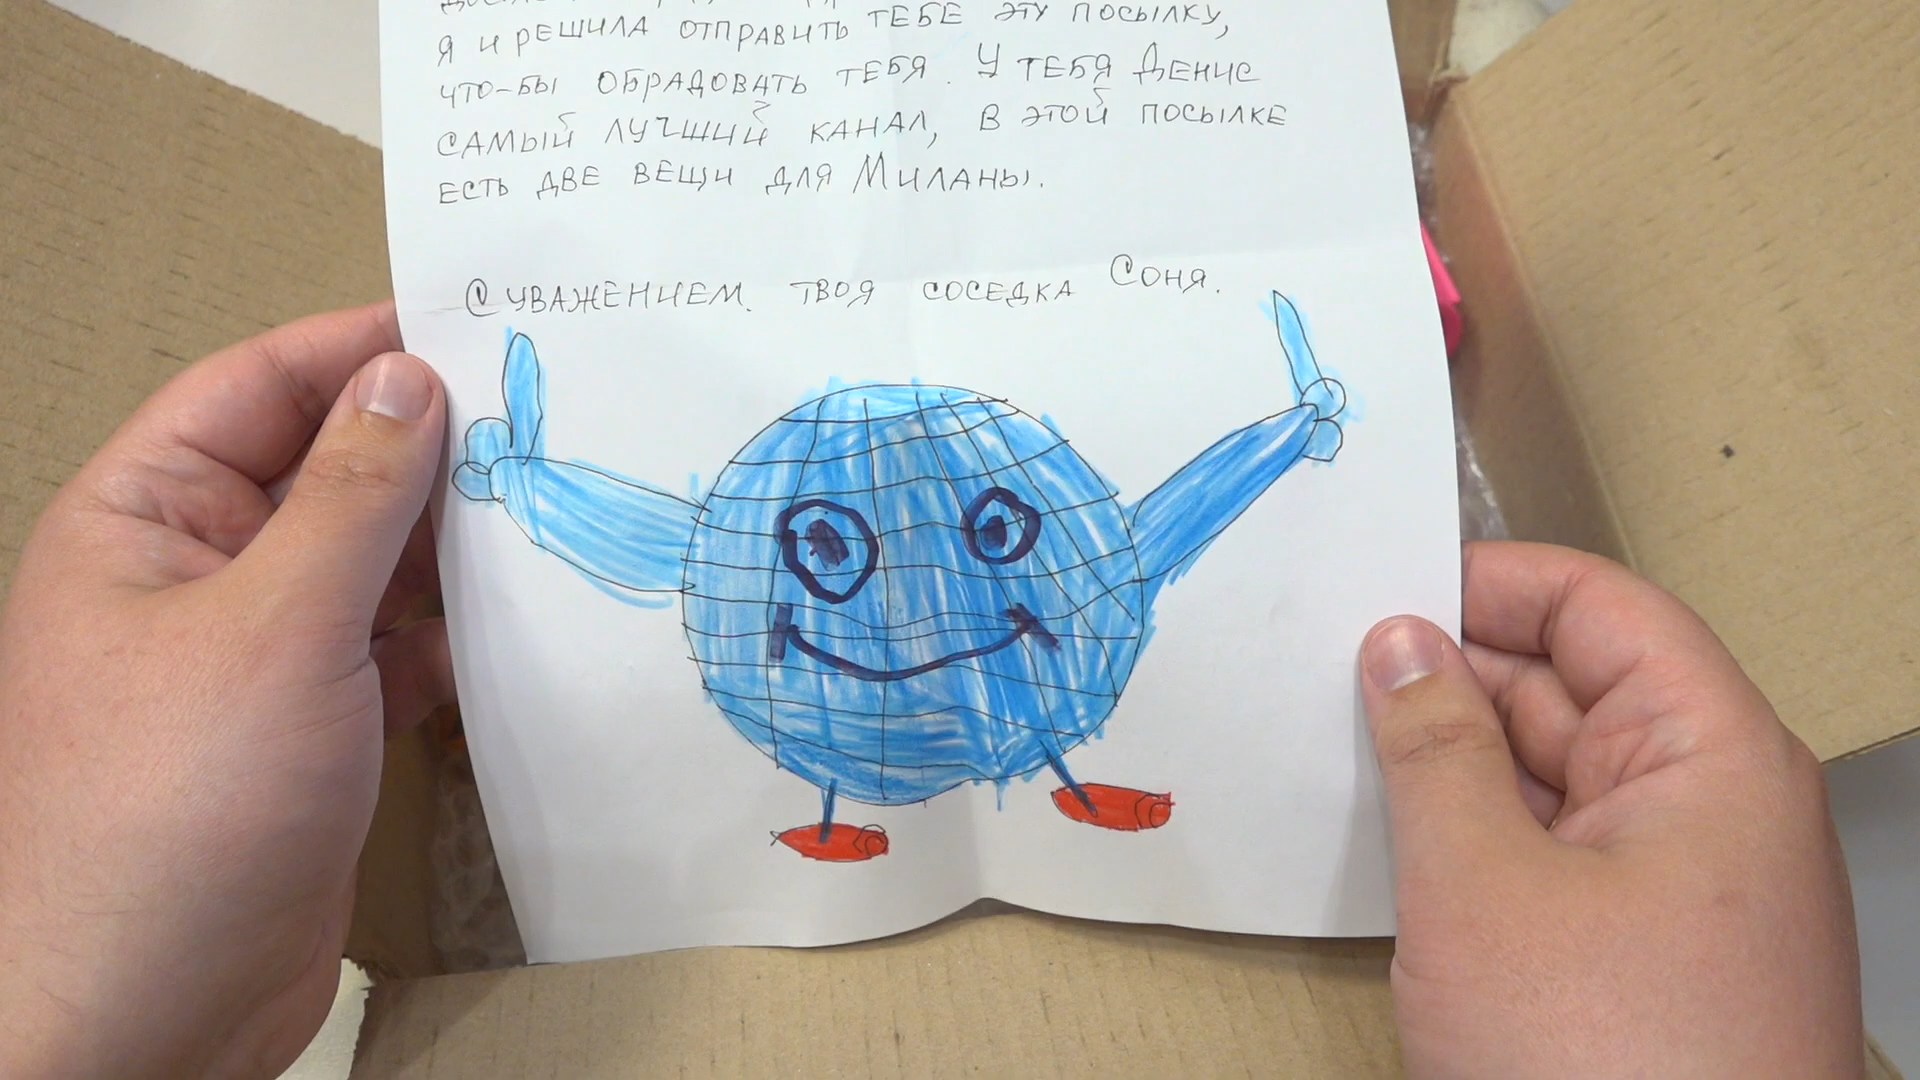 Я И РЕШИЛА ОТПРАВИТЬ ТЕБЕ ЭТУ ПОСЫЛКУ,
ЧТО-БЫ ОБРАДОВАТЬ ТЕБЯ. У ТЕБЯ ДЕНИС
САМЫЙ ЛУЧШИЙ КАНАЛ, В ЭТОЙ ПОСЫЛКЕ
ЕСТЬ ДВЕ ВЕЩИ ДЛЯ МИЛАНЫ.
С УВАЖЕНИЕМ. ТВОЯ СОСЕДКА СОНЯ.